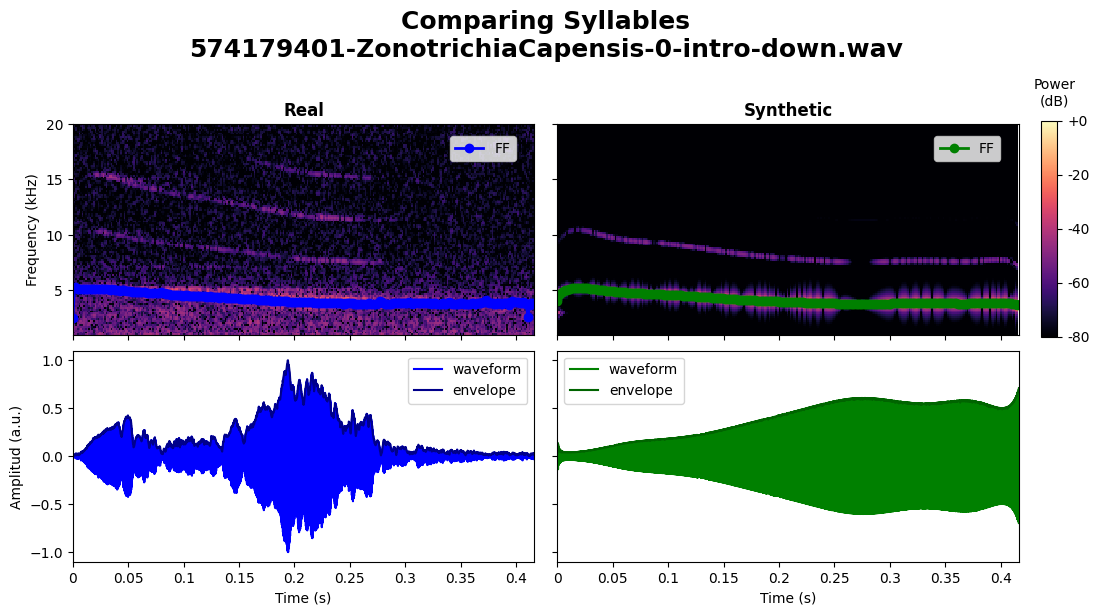 Comparing Syllables
574179401-ZonotrichiaCapensis-0-intro-down.wav
Real
Synthetic
Power
(dB)
FF
FF
20
15
10
5
Frequency (kHz)
+0
-20
-40
-60
-80
waveform
envelope
waveform
envelope
1.0
0.5
0.0
−0.5
−1.0
Amplitud (a.u.)
0 0.05 0.1 0.15 0.2 0.25 0.3 0.35 0.4
0 0.05 0.1 0.15 0.2 0.25 0.3 0.35 0.4
Time (s)
Time (s)